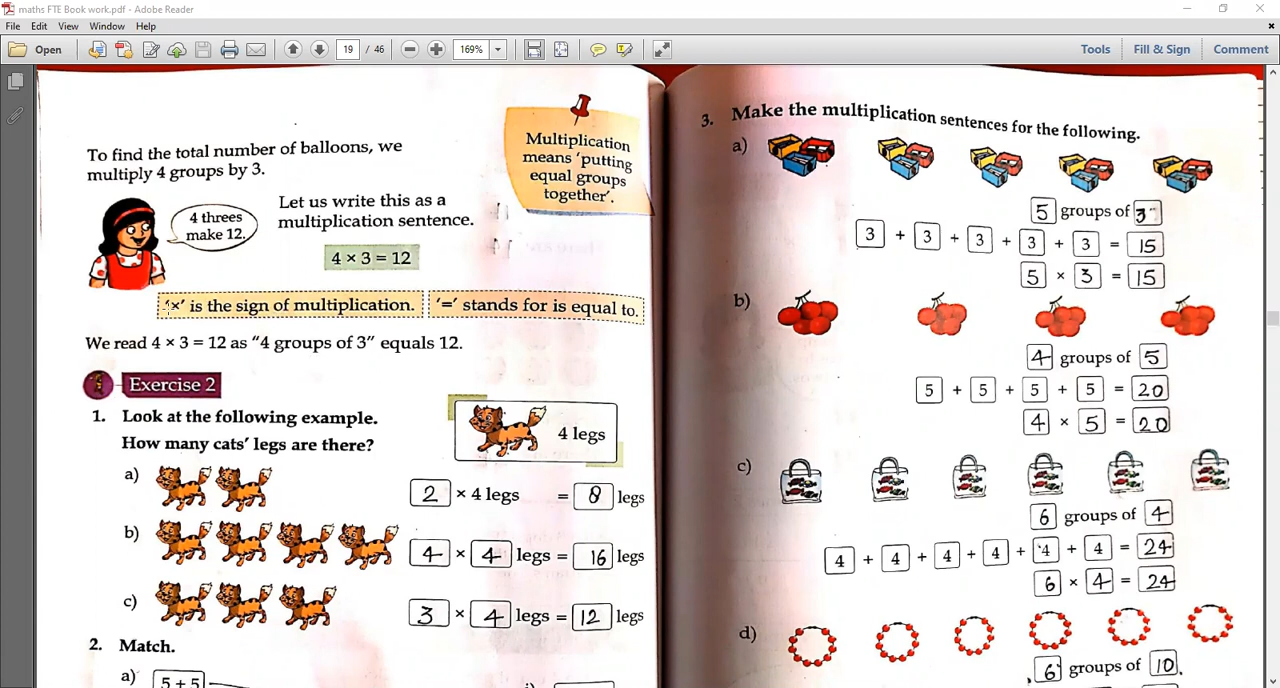 maths FTE Book work.pdf - Adobe Reader
File Edit View Window Help
Open 19 / 46 169% Tools Fill & Sign Comment
To find the total number of balloons, we
multiply 4 groups by 3.
Multiplication
means ‘putting
equal groups
together’.
4 threes
make 12.
Let us write this as a
multiplication sentence.
4 × 3 = 12
‘×’ is the sign of multiplication.
‘=’ stands for is equal to.
We read 4 × 3 = 12 as “4 groups of 3” equals 12.
Exercise 2
1. Look at the following example.
How many cats’ legs are there?
4 legs
a) 2 × 4 legs = 8 legs
b) 4 × 4 legs = 16 legs
c) 3 × 4 legs = 12 legs
2. Match.
a) 5 + 5
3. Make the multiplication sentences for the following.
a)
5 groups of 3
3 + 3 + 3 + 3 + 3 = 15
5 × 3 = 15
b)
4 groups of 5
5 + 5 + 5 + 5 = 20
4 × 5 = 20
c)
6 groups of 4
4 + 4 + 4 + 4 + 4 + 4 = 24
6 × 4 = 24
d)
6 groups of 10